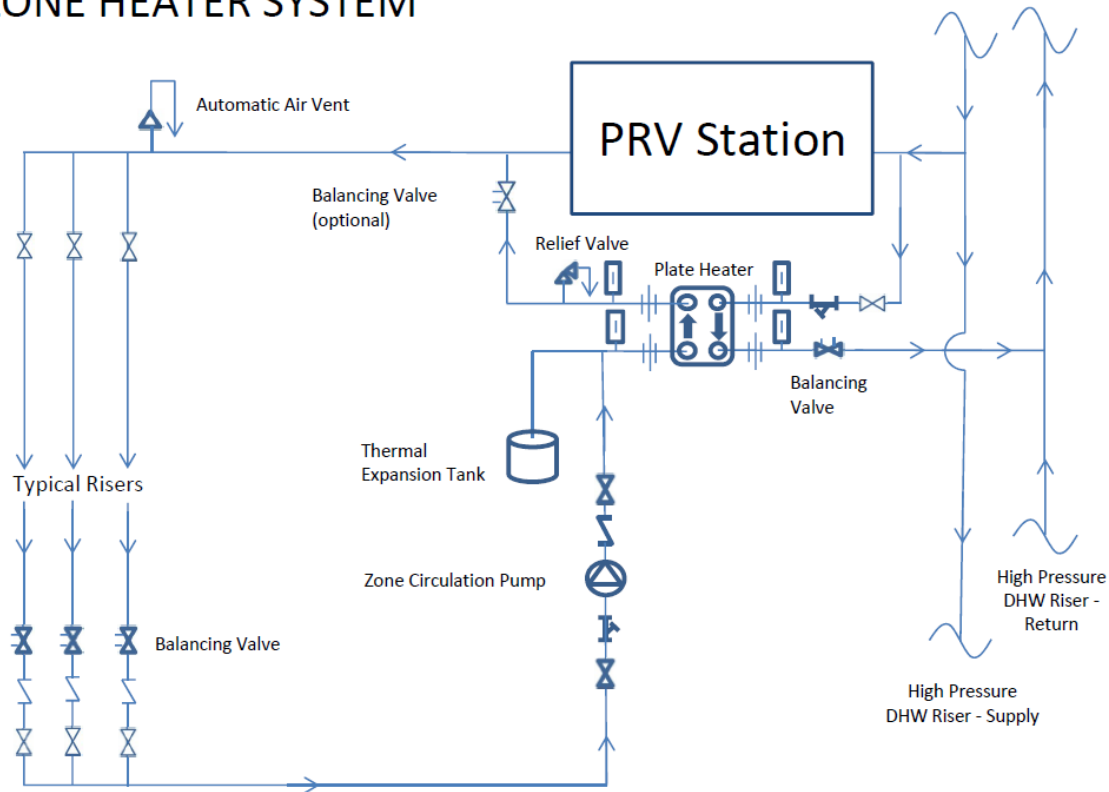 ONE HEATER SYSTEM
Automatic Air Vent
PRV Station
Balancing Valve
(optional)
Relief Valve
Plate Heater
Balancing
Valve
Thermal
Expansion Tank
Typical Risers
Zone Circulation Pump
High Pressure
DHW Riser -
Return
Balancing Valve
High Pressure
DHW Riser - Supply